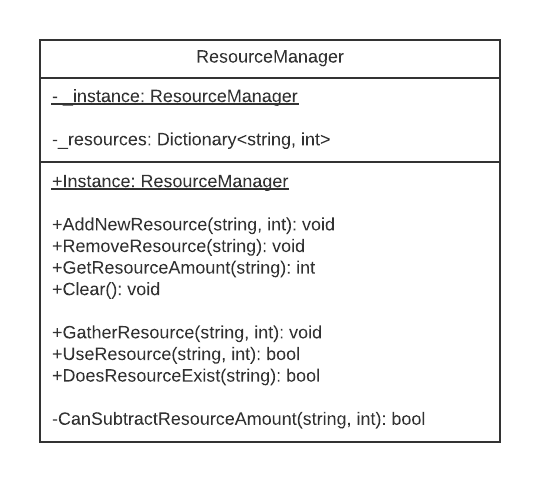 ResourceManager
- _instance: ResourceManager
-_resources: Dictionary<string, int>
+Instance: ResourceManager
+AddNewResource(string, int): void
+RemoveResource(string): void
+GetResourceAmount(string): int
+Clear(): void
+GatherResource(string, int): void
+UseResource(string, int): bool
+DoesResourceExist(string): bool
-CanSubtractResourceAmount(string, int): bool